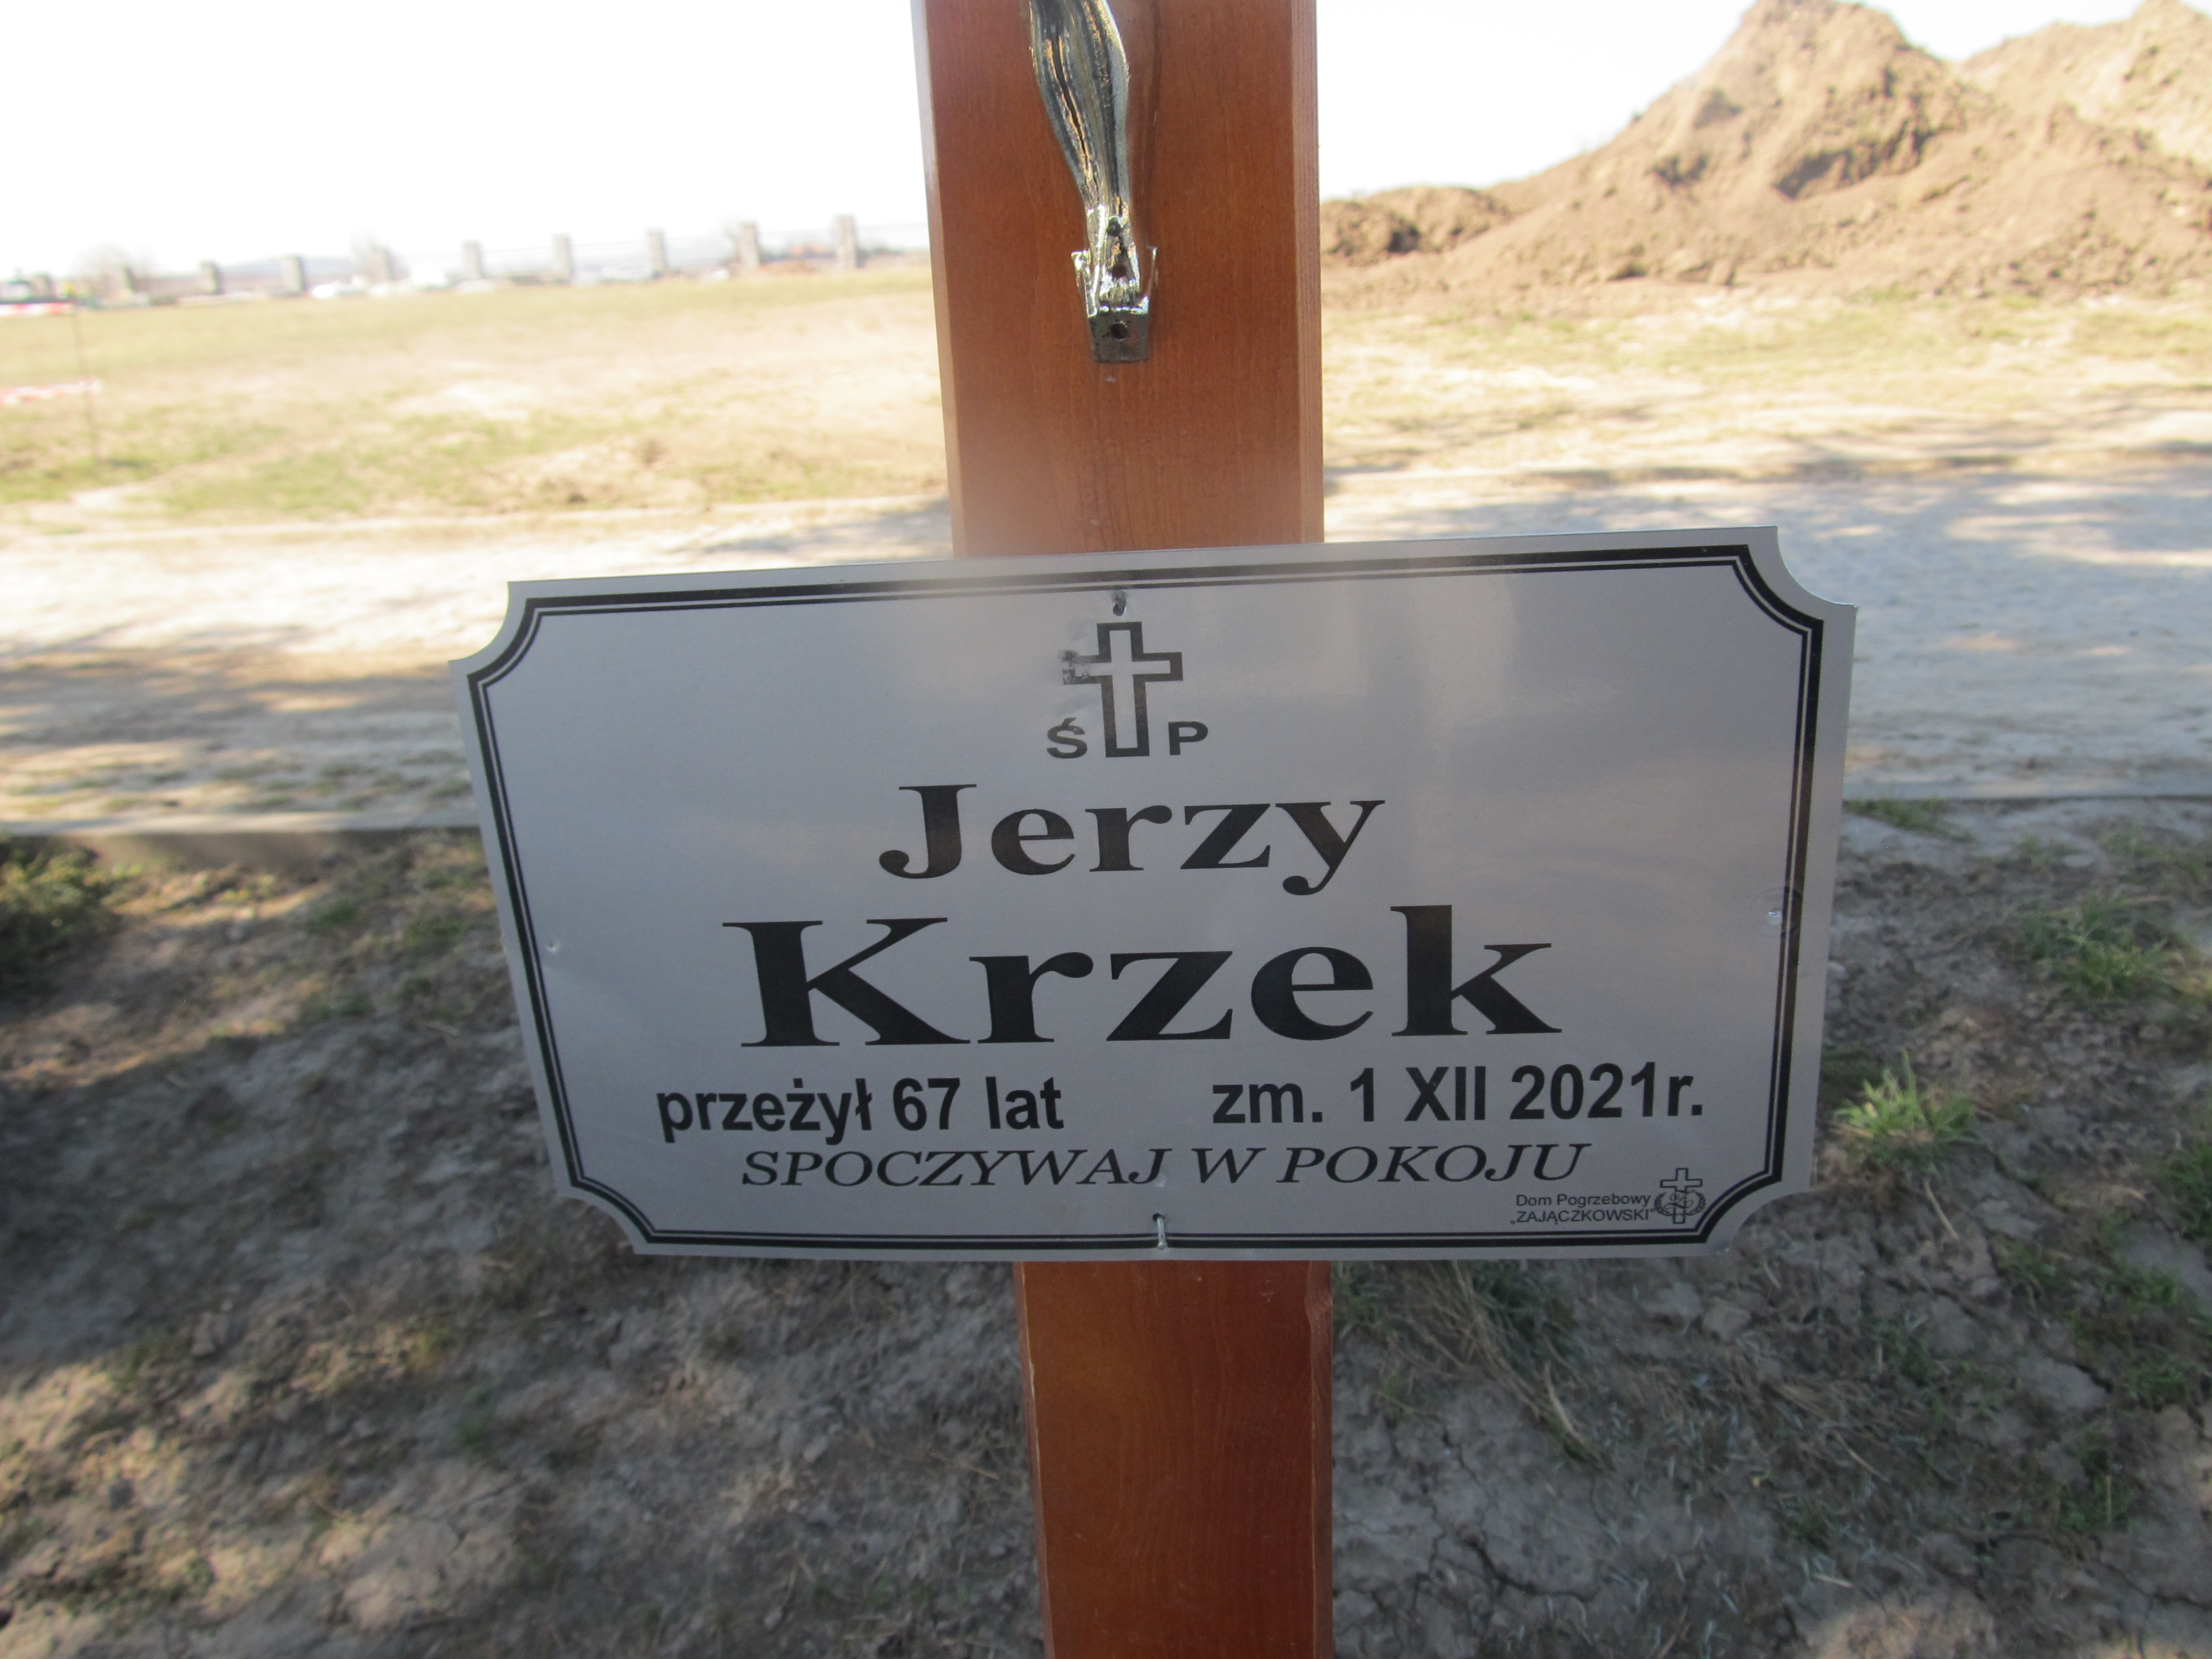 Ś P
Jerzy
Krzek
przeżył 67 lat zm. 1 XII 2021r.
SPOCZYWAJ W POKOJU
Dom Pogrzebowy
„ZAJĄCZKOWSKI”